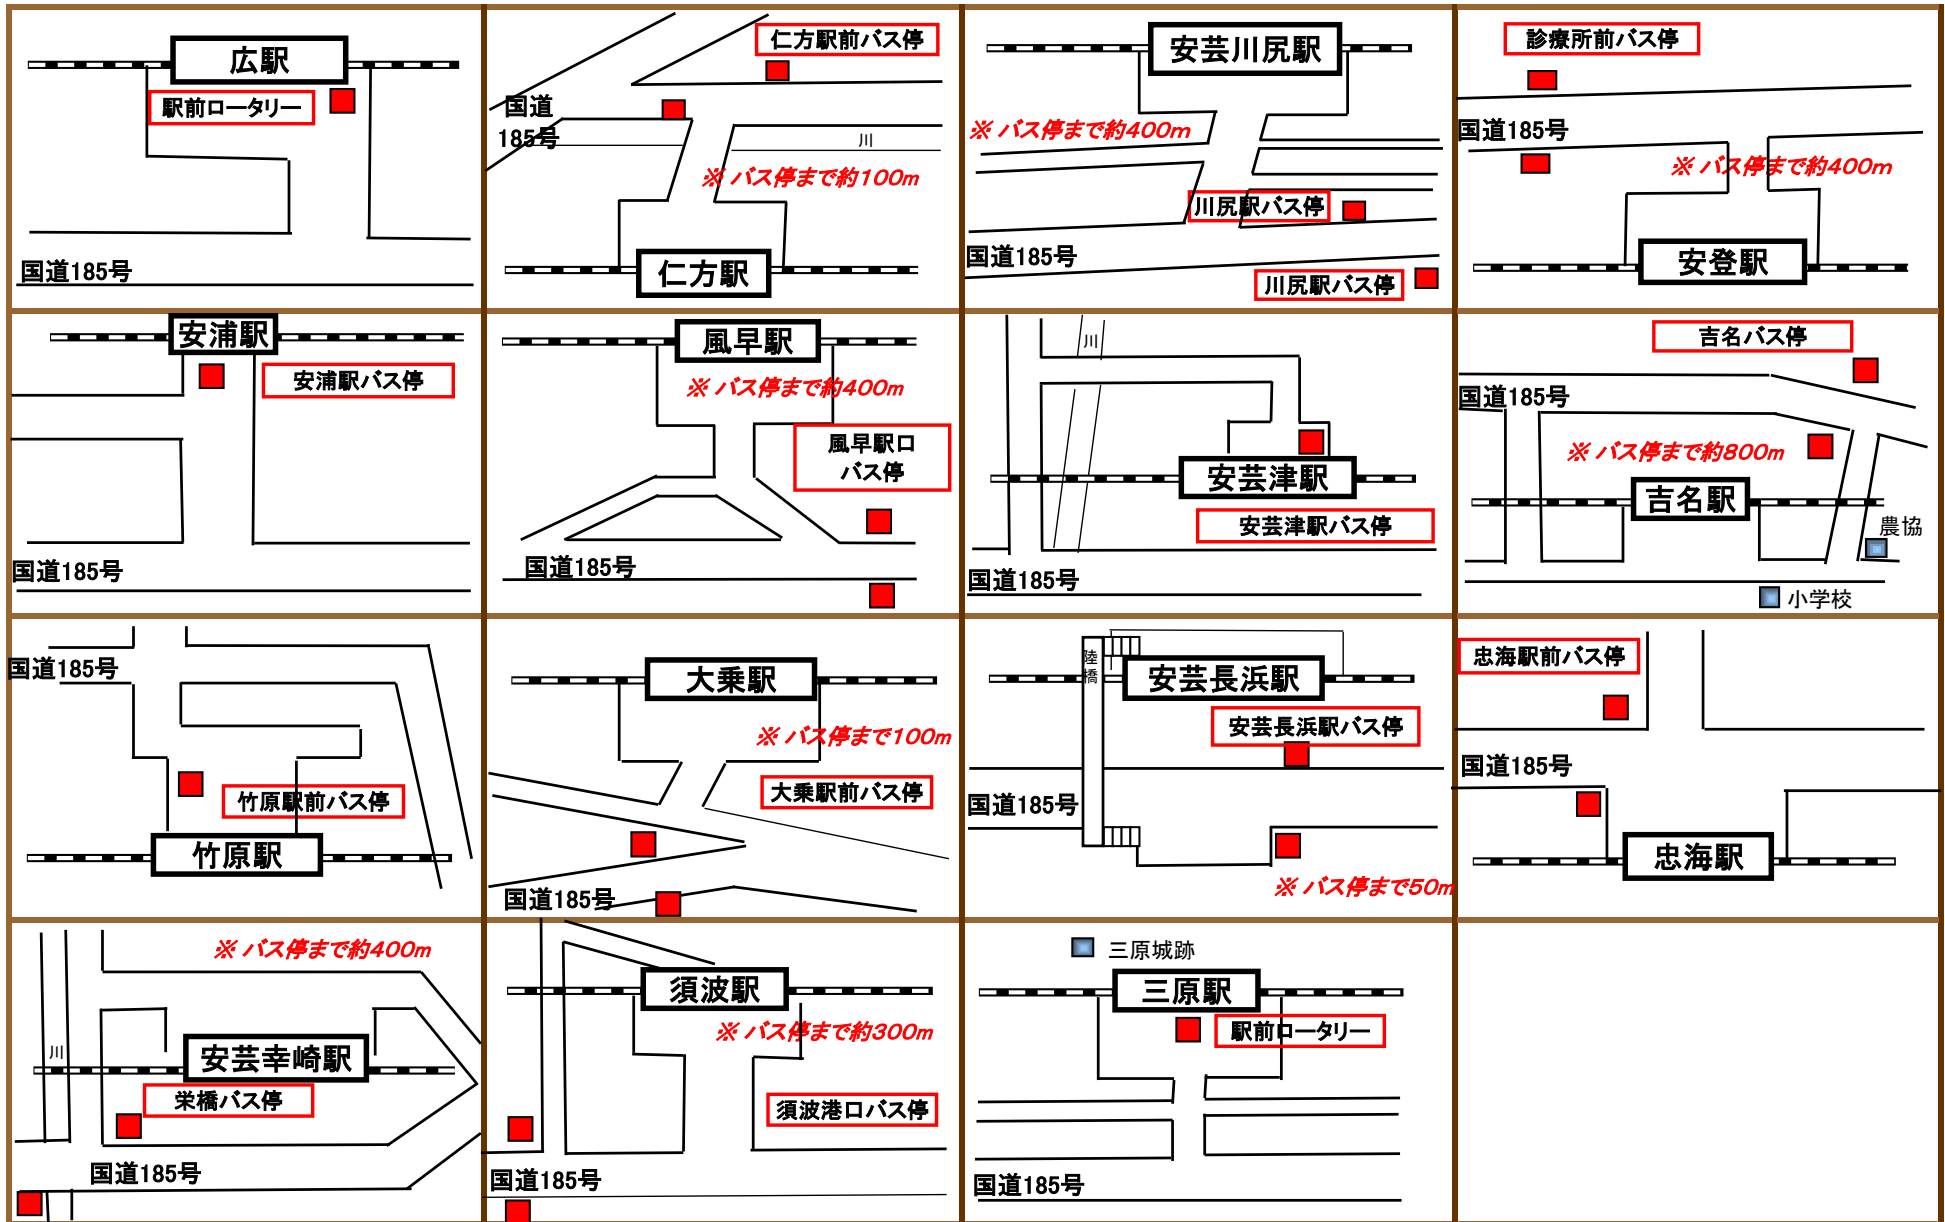 広駅
駅前ロータリー
国道185号
仁方駅前バス停
国道
185号
川
※ バス停まで約100m
仁方駅
安芸川尻駅
※ バス停まで約400m
川尻駅バス停
国道185号
川尻駅バス停
診療所前バス停
国道185号
※ バス停まで約400m
安登駅
安浦駅
安浦駅バス停
国道185号
風早駅
※ バス停まで約400m
風早駅口
バス停
国道185号
川
安芸津駅
安芸津駅バス停
国道185号
吉名バス停
国道185号
※ バス停まで約800m
吉名駅
農協
小学校
国道185号
竹原駅前バス停
竹原駅
大乗駅
※ バス停まで100m
大乗駅前バス停
国道185号
陸橋
安芸長浜駅
安芸長浜駅バス停
国道185号
※ バス停まで50m
忠海駅前バス停
国道185号
忠海駅
※ バス停まで約400m
川
安芸幸崎駅
栄橋バス停
国道185号
須波駅
※ バス停まで約300m
須波港口バス停
国道185号
三原城跡
三原駅
駅前ロータリー
国道185号